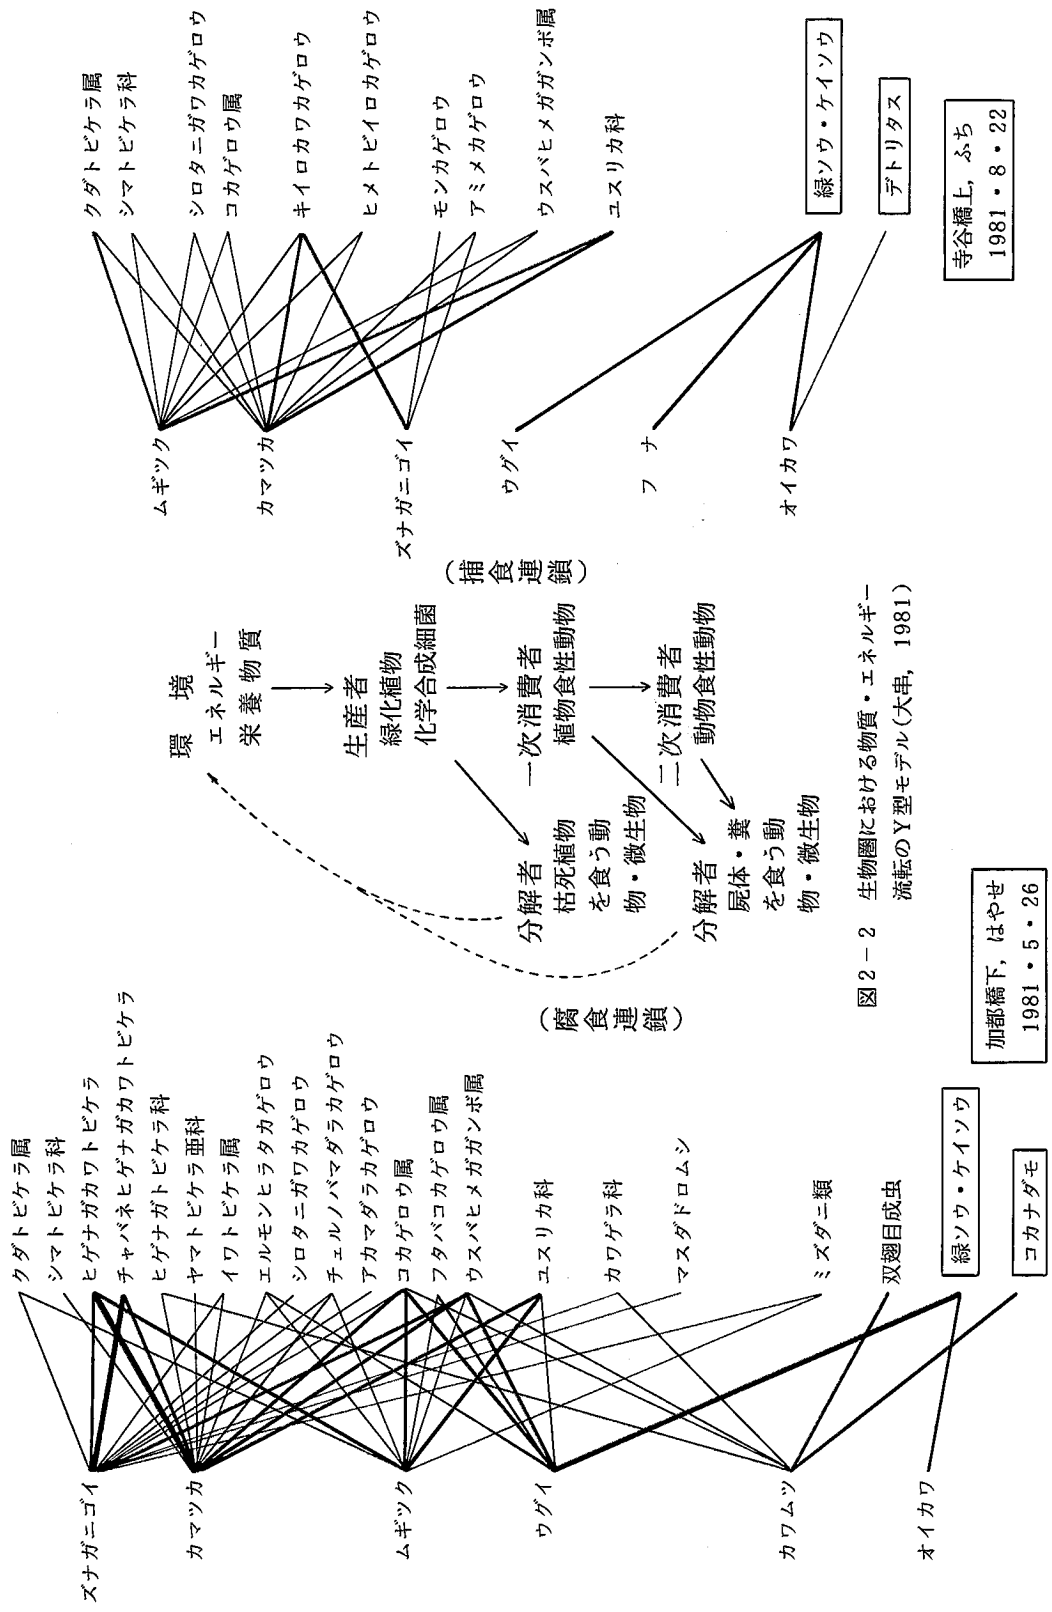 ズナガニゴイ
カマツカ
ムギツク
ウグイ
カワムツ
オイカワ
クダトビケラ属
シマトビケラ科
ヒゲナガカワトビケラ
チャバネヒゲナガカワトビケラ
ヒゲナガトビケラ科
ヤマトビケラ亜科
イワトビケラ属
エルモンヒラタカゲロウ
シロタニガワカゲロウ
チェルノバマダラカゲロウ
アカマダラカゲロウ
コカゲロウ属
フタバコカゲロウ属
ウスバヒメガガンボ属
ユスリカ科
カワゲラ科
マスダドロムシ
ミズダニ類
双翅目成虫
緑ソウ・ケイソウ
コカナダモ
加都橋下，はやせ
1981・5・26
環 境
エネルギー
栄養物質
生産者
緑化植物
化学合成細菌
一次消費者
植物食性動物
二次消費者
動物食性動物
(捕食連鎖)
分解者
枯死植物
を食う動
物・微生物
分解者
屍体・糞
を食う動
物・微生物
(腐食連鎖)
図2－2 生物圏における物質・エネルギー
流転のY型モデル(大串，1981)
ムギツク
カマツカ
ズナガニゴイ
ウグイ
フ ナ
オイカワ
クダトビケラ属
シマトビケラ科
シロタニガワカゲロウ
コカゲロウ属
キイロカワカゲロウ
ヒメトビイロカゲロウ
モンカゲロウ
アミメカゲロウ
ウスバヒメガガンボ属
ユスリカ科
緑ソウ・ケイソウ
デトリタス
寺谷橋上，ふち
1981・8・22